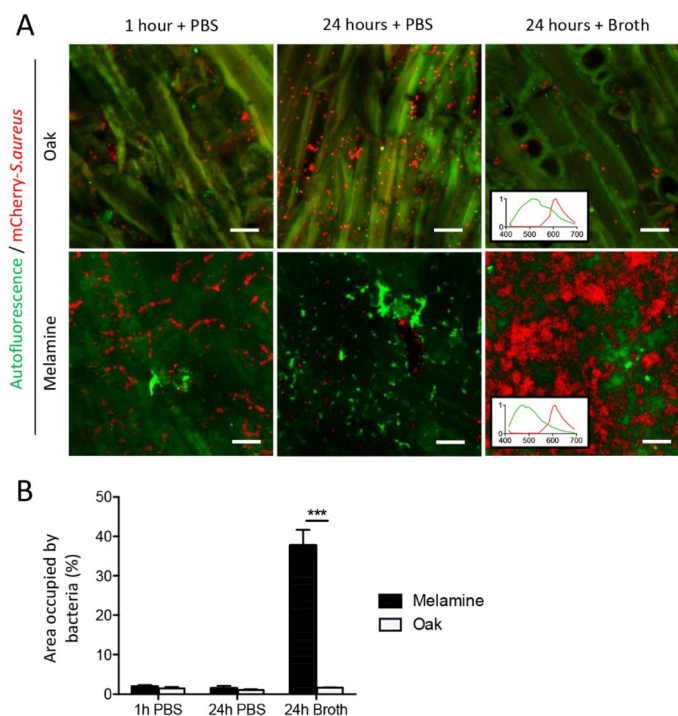 A
1 hour + PBS
24 hours + PBS
24 hours + Broth
Autofluorescence / mCherry-S.aureus
Oak
Melamine
1
0
400 500 600 700
1
0
400 500 600 700
B
Area occupied by
bacteria (%)
50
40
30
20
10
0
***
Melamine
Oak
1h PBS
24h PBS
24h Broth